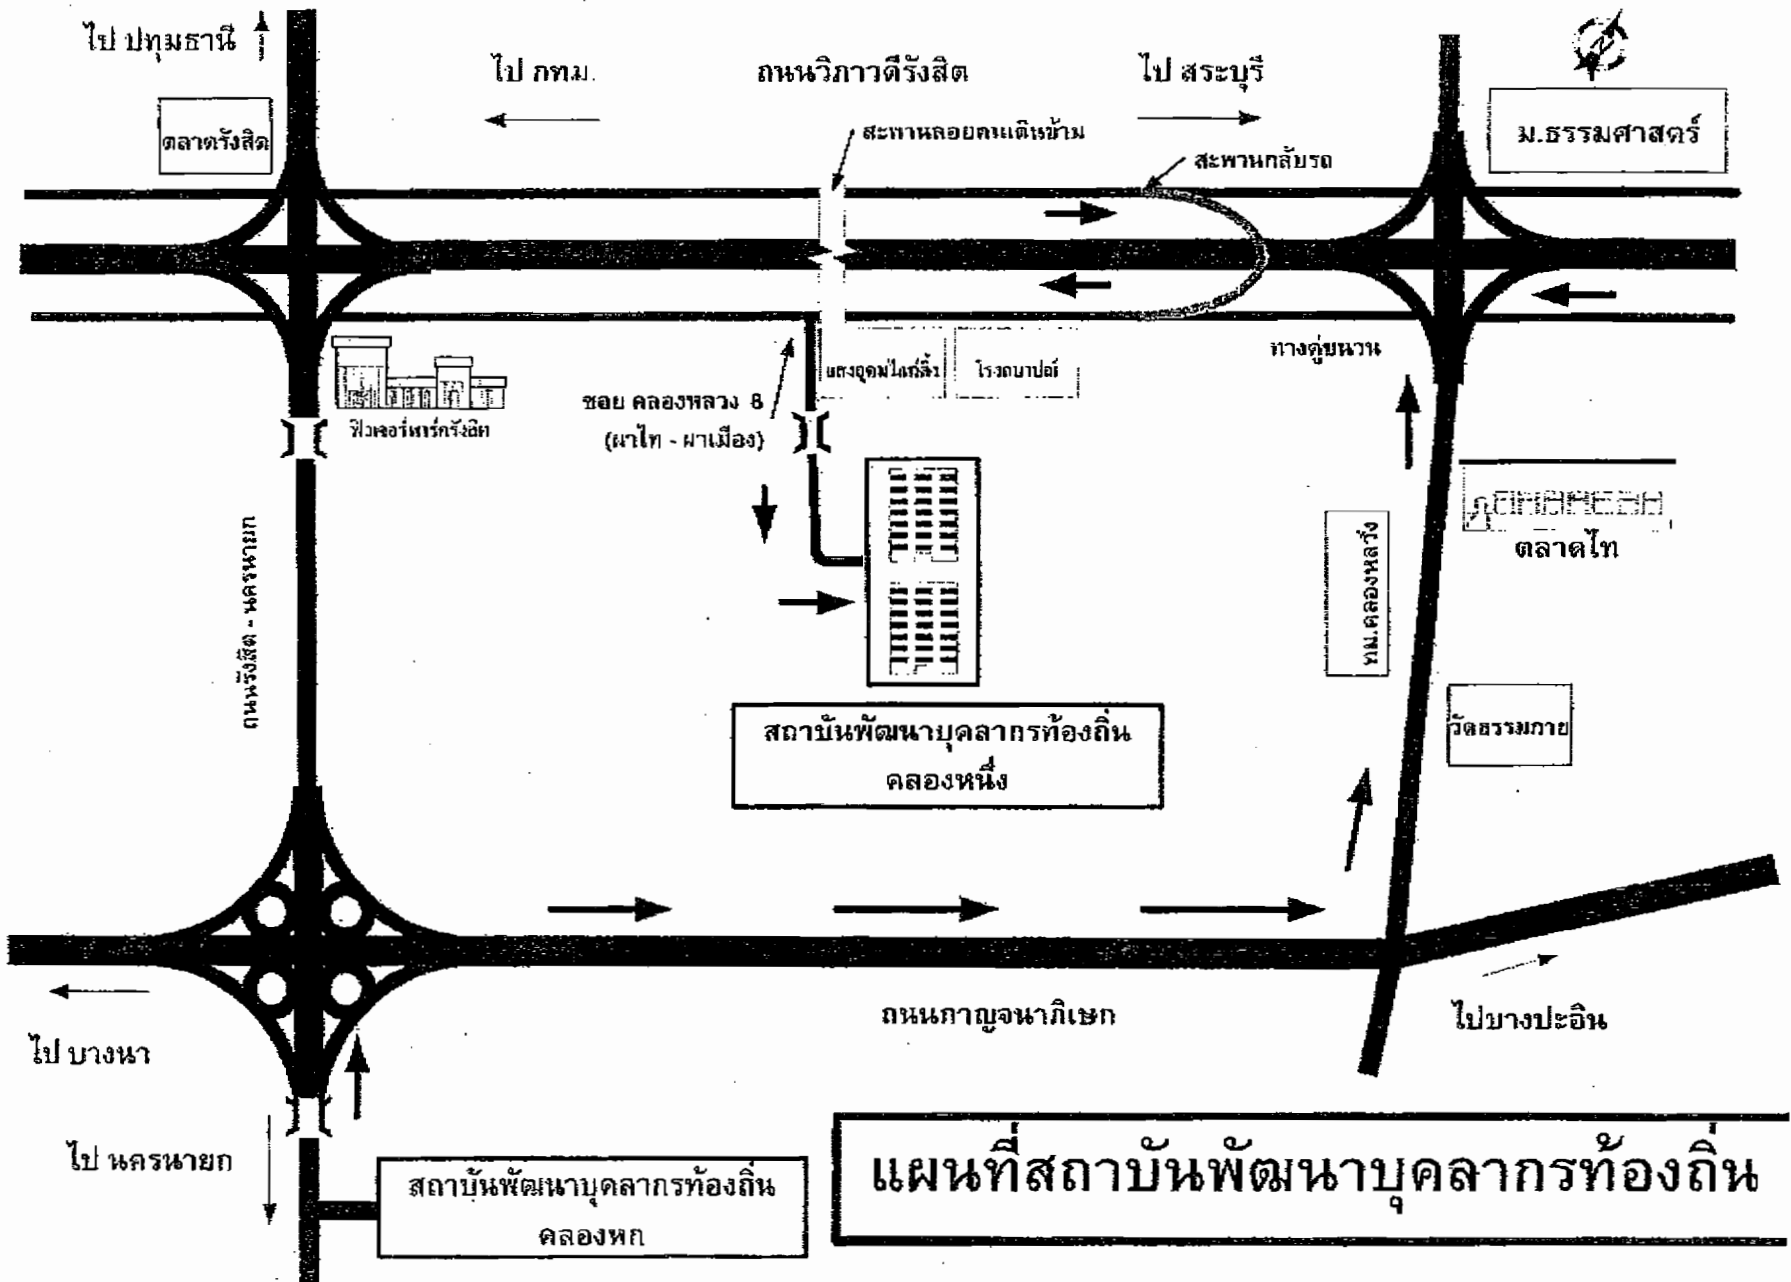 ไป ปทุมธานี
ไป กทม.
ถนนวิภาวดีรังสิต
ไป สระบุรี
N
ตลาดรังสิต
สะพานลอยคนเดินข้าม
สะพานกลับรถ
ม.ธรรมศาสตร์
ทางคู่ขนาน
ฟิวเจอร์พาร์ครังสิต
ซอย คลองหลวง 8
(ผาไท - ผาเมือง)
ถนนรังสิต - นครนายก
ทม.คลองหลวง
ตลาดไท
วัดธรรมกาย
สถาบันพัฒนาบุคลากรท้องถิ่น
คลองหนึ่ง
ถนนกาญจนาภิเษก
ไปบางปะอิน
ไป บางนา
ไป นครนายก
สถาบันพัฒนาบุคลากรท้องถิ่น
คลองหก
แผนที่สถาบันพัฒนาบุคลากรท้องถิ่น